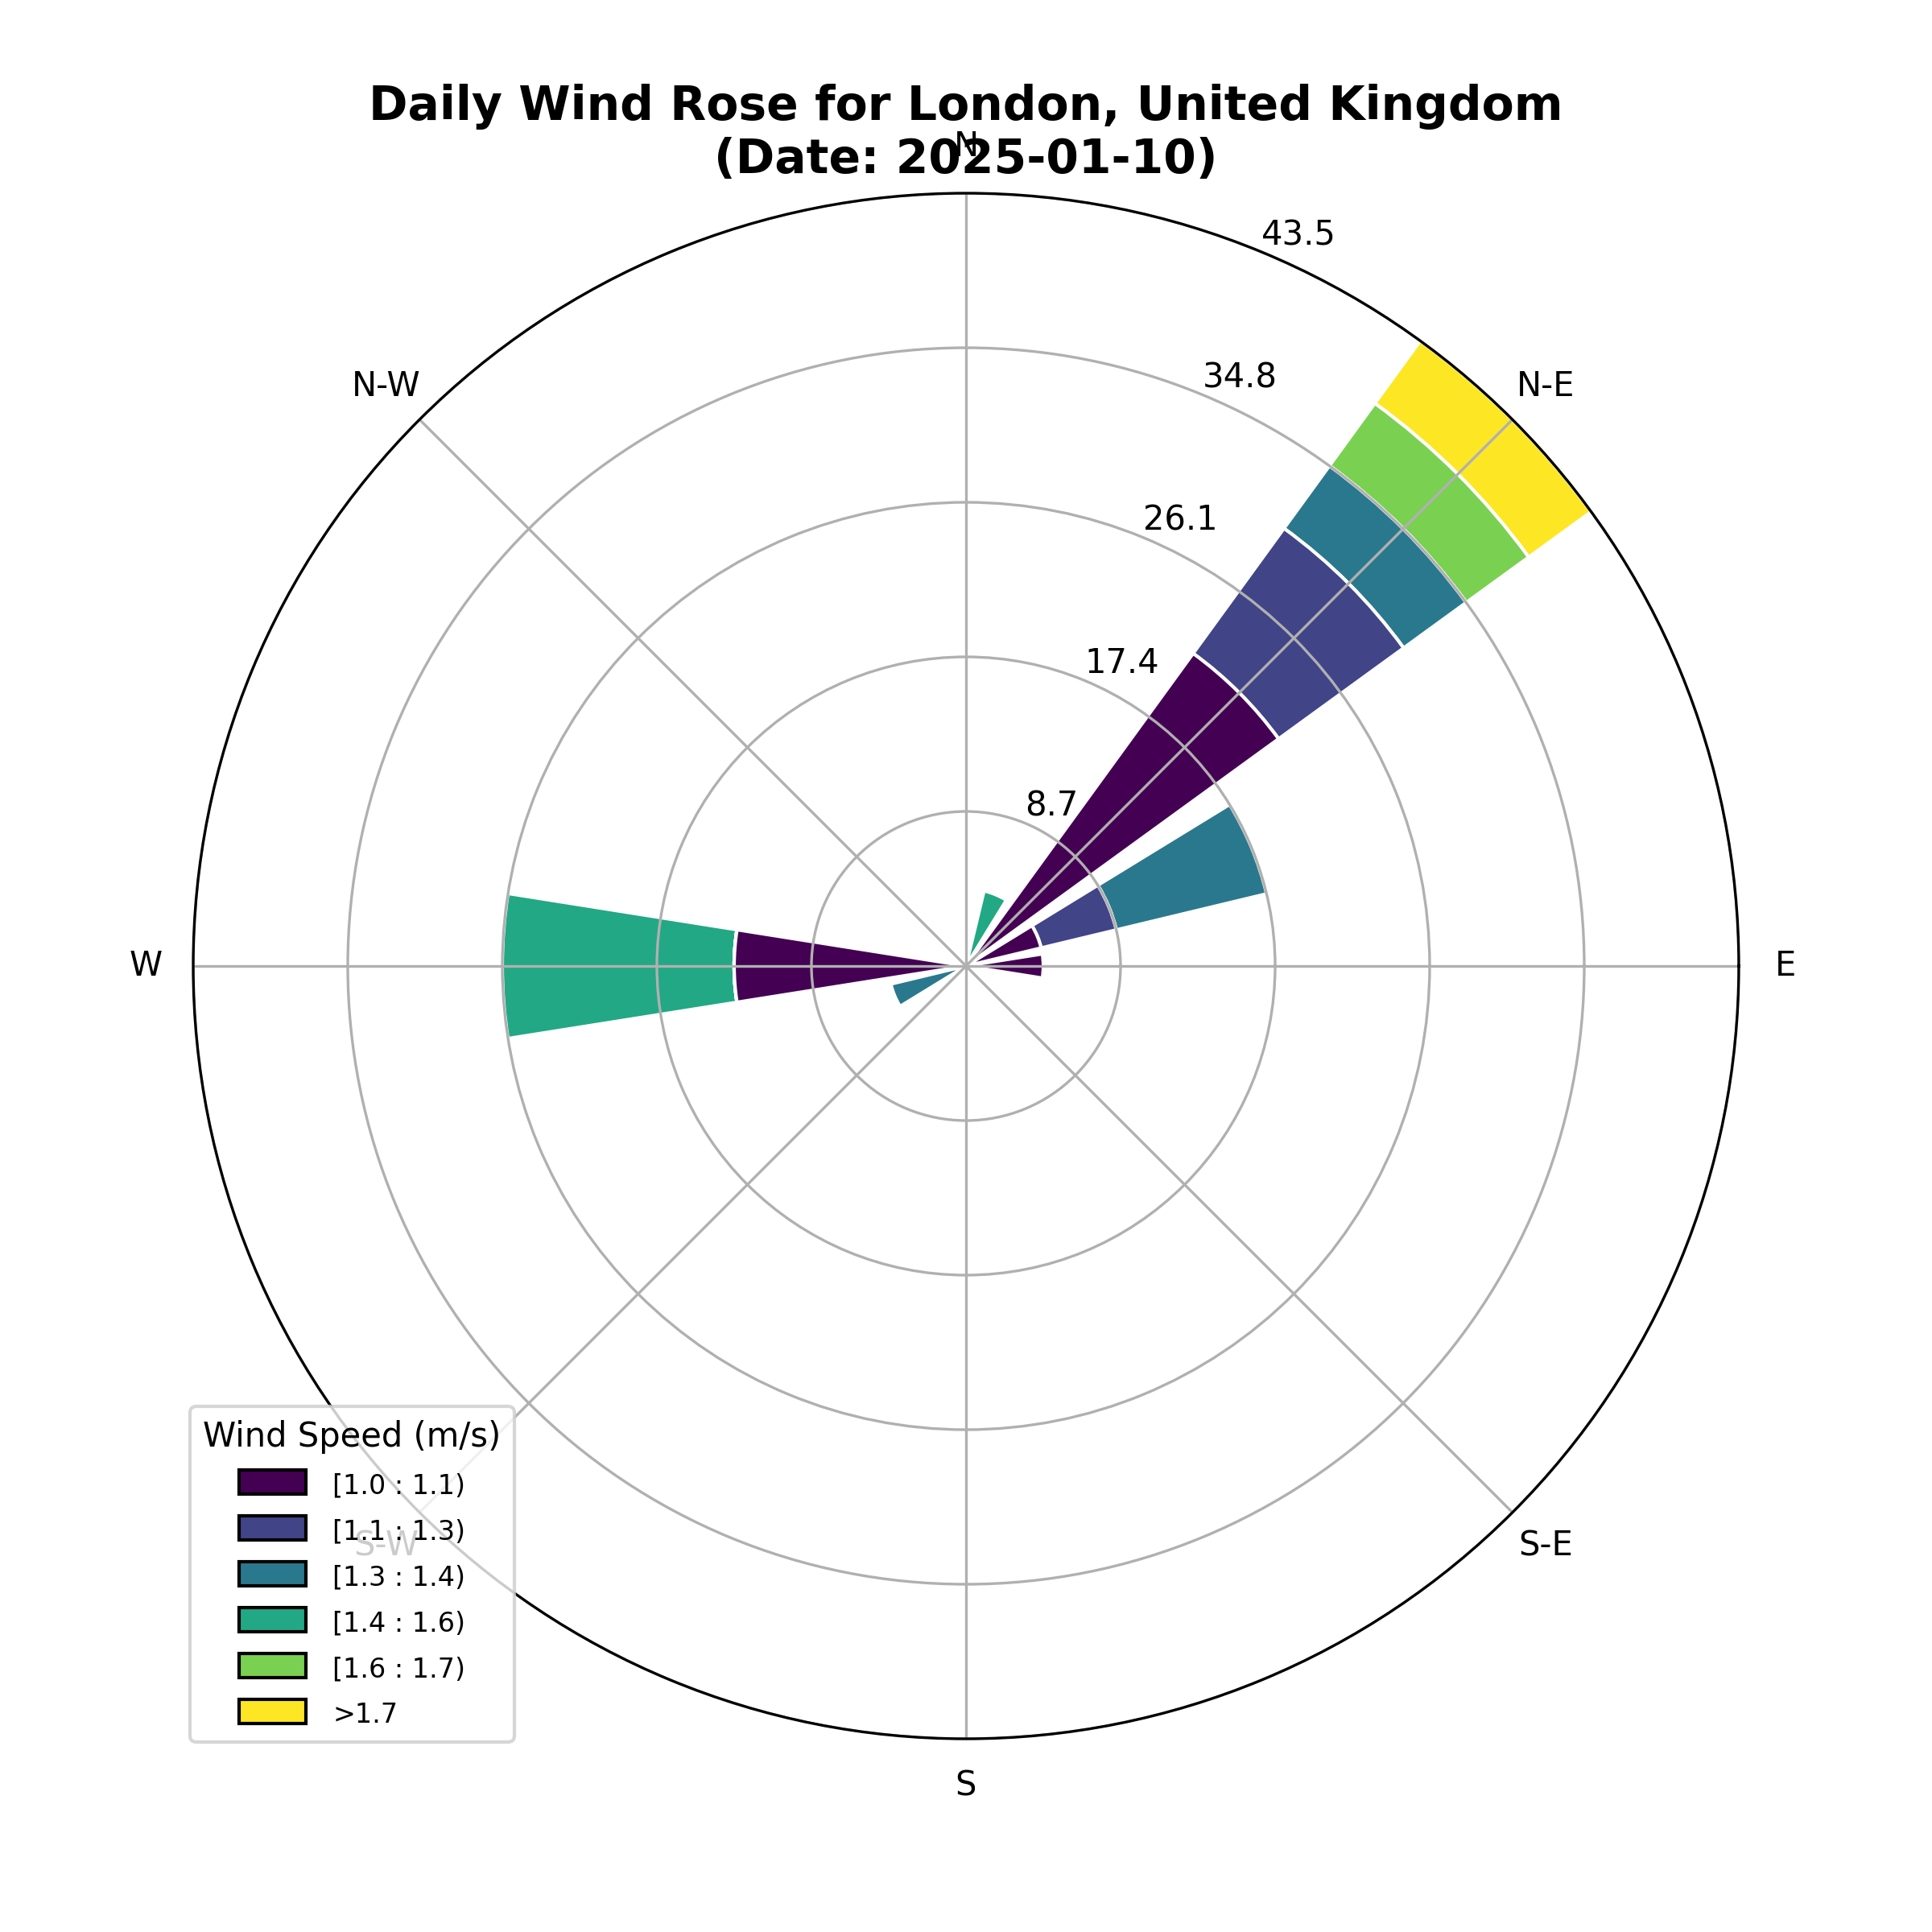 Daily Wind Rose for London, United Kingdom
(Date: 2025-01-10)
N
43.5
34.8
N-W
N-E
26.1
17.4
8.7
W
E
Wind Speed (m/s)
[1.0 : 1.1)
[1.1 : 1.3)
S-W
S-E
[1.3 : 1.4)
[1.4 : 1.6)
[1.6 : 1.7)
>1.7
S